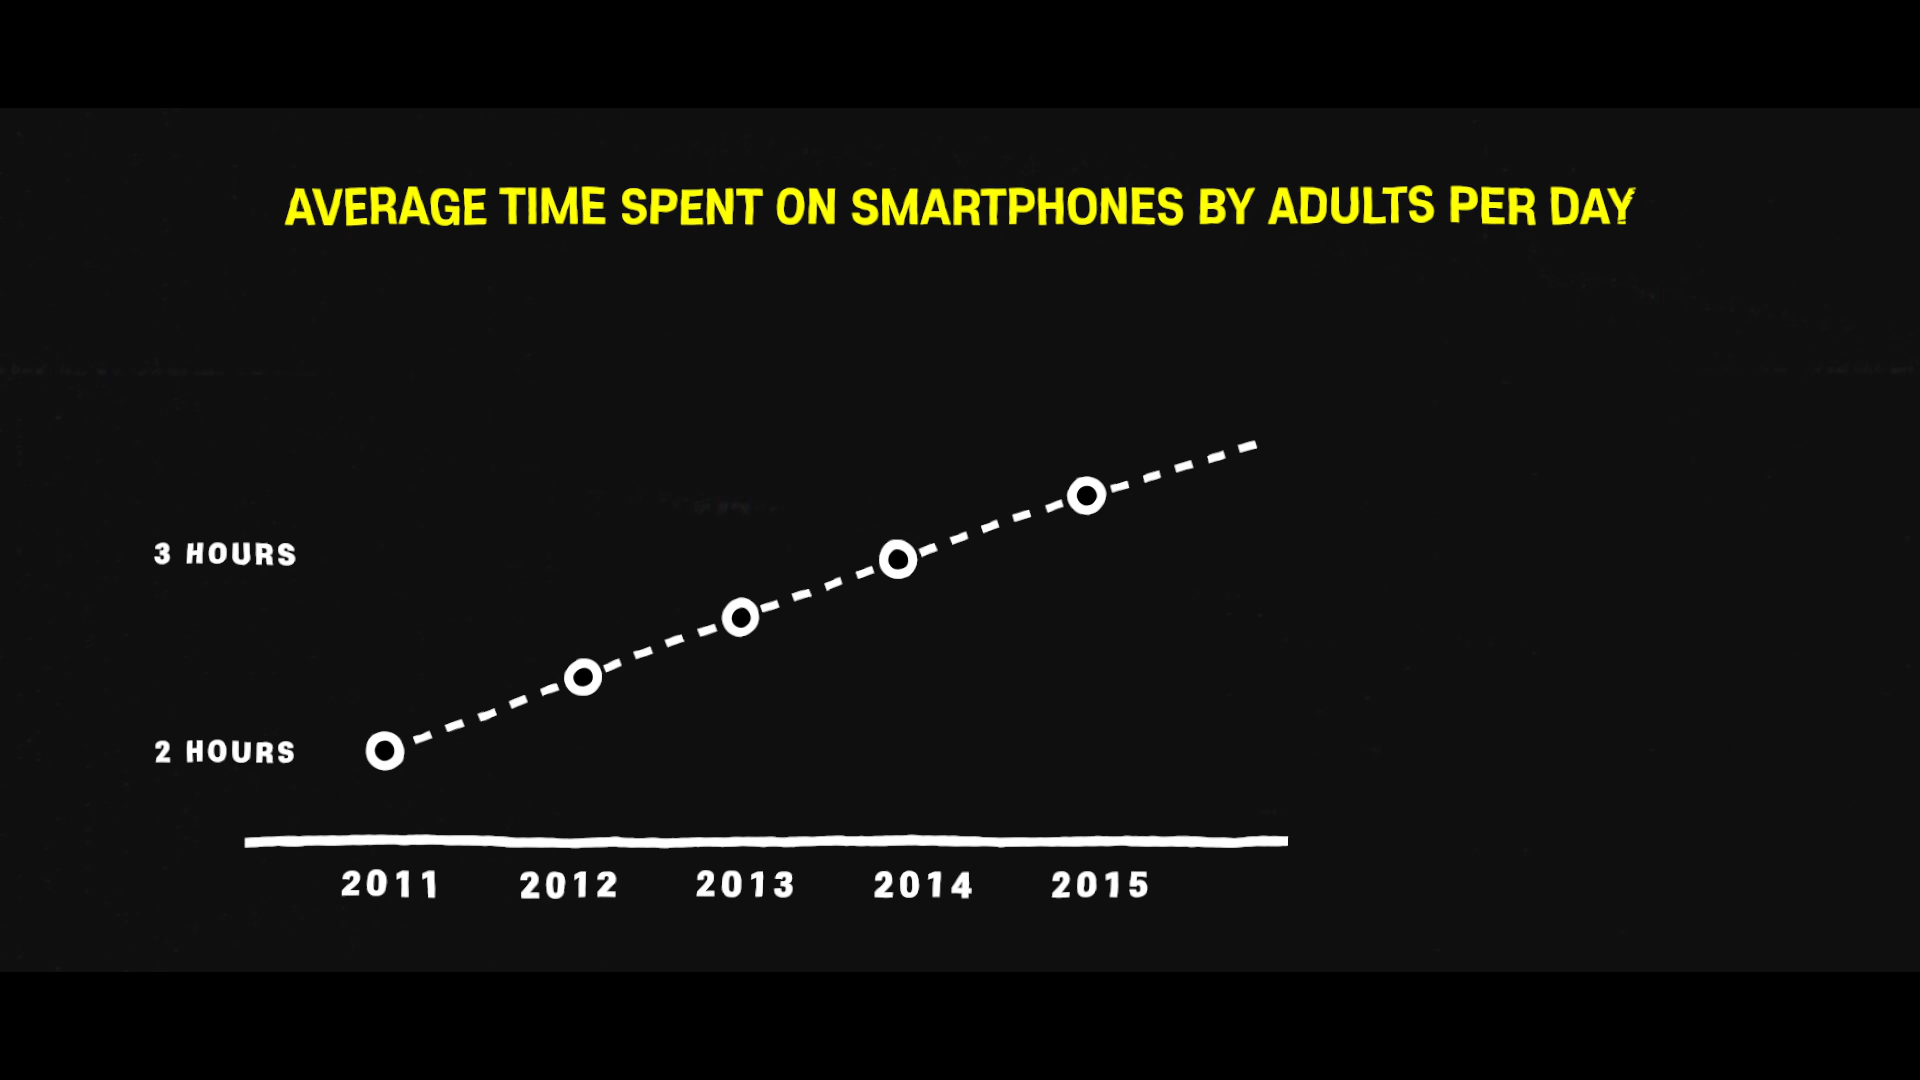 AVERAGE TIME SPENT ON SMARTPHONES BY ADULTS PER DAY
3 HOURS
2 HOURS
2011 2012 2013 2014 2015